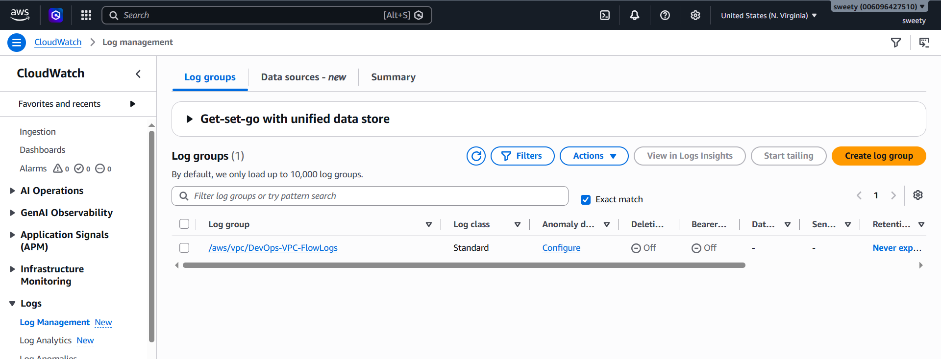 aws
Search [Alt+S]
United States (N. Virginia)
sweety (006096427510)
sweety
CloudWatch > Log management
CloudWatch
Favorites and recents
Ingestion
Dashboards
Alarms 0 0 0
AI Operations
GenAI Observability
Application Signals
(APM)
Infrastructure
Monitoring
Logs
Log Management New
Log Analytics New
Log Anomalies
Log groups
Data sources - new
Summary
Get-set-go with unified data store
Log groups (1)
Filters
Actions
View in Logs Insights
Start tailing
Create log group
By default, we only load up to 10,000 log groups.
Filter log groups or try pattern search
Exact match
1
Log group Log class Anomaly d... Deleti... Bearer... Dat... Sen... Retenti...
/aws/vpc/DevOps-VPC-FlowLogs Standard Configure Off Off - - Never exp...